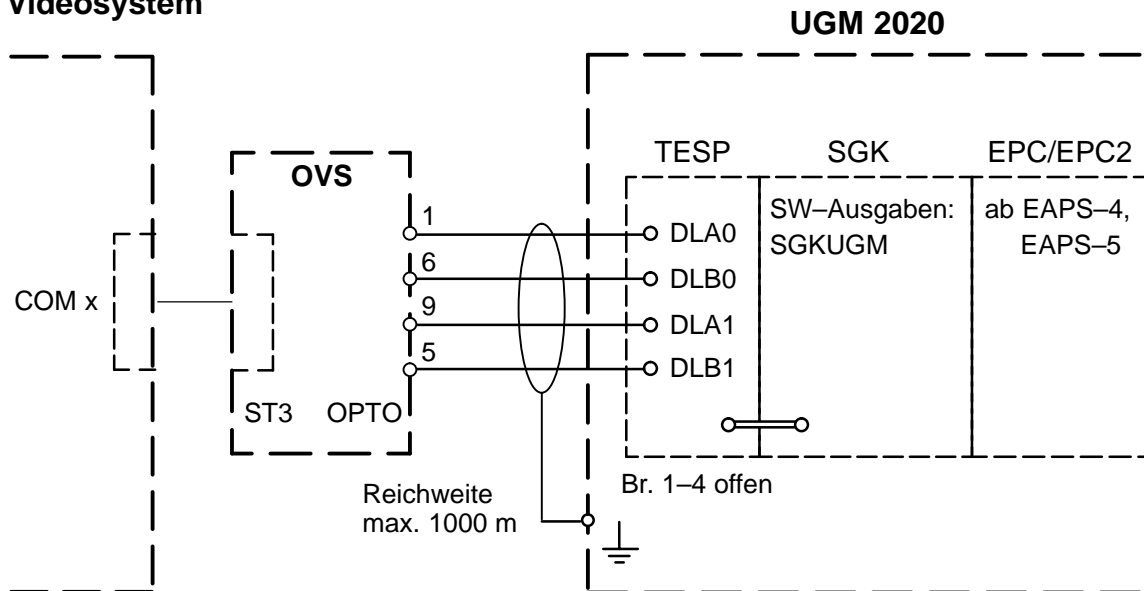 Videosystem
UGM 2020
TESP
SGK
EPC/EPC2
OVS
SW–Ausgaben:
SGKUGM
ab EAPS–4,
EAPS–5
1
DLA0
6
DLB0
COM x
9
DLA1
5
DLB1
ST3
OPTO
Br. 1–4 offen
Reichweite
max. 1000 m